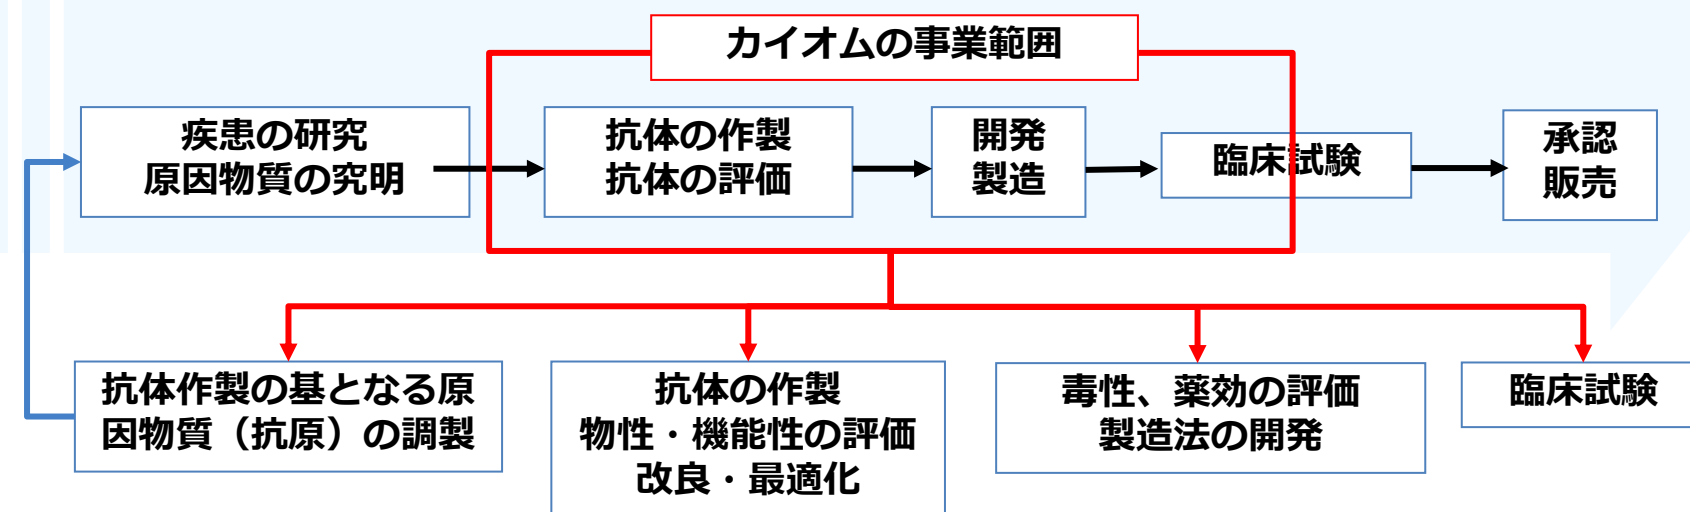 カイオムの事業範囲
疾患の研究
原因物質の究明
抗体の作製
抗体の評価
開発
製造
臨床試験
承認
販売
抗体作製の基となる原
因物質（抗原）の調製
抗体の作製
物性・機能性の評価
改良・最適化
毒性、薬効の評価
製造法の開発
臨床試験